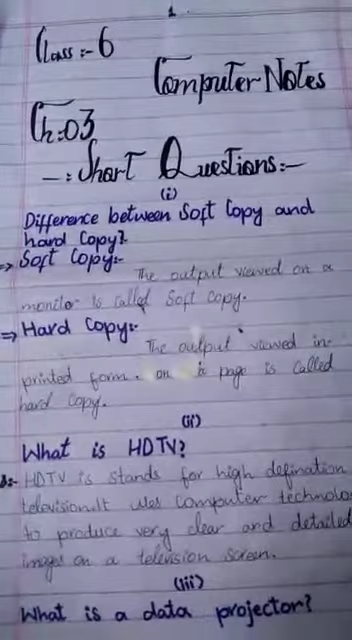 1
Class:- 6
Computer Notes
Ch:03
-: Short Questions:-
(i)
Difference between Soft Copy and
hard Copy?
=> Soft Copy:-
The output viewed on a
monitor is called Soft copy.
=> Hard Copy:-
The output viewed in
printed form. on page is called
hard copy.
(ii)
What is HDTV?
HDTV is stands for high defination
television.It uses computer technolo
to produce very clear and detailed
images on a television screen.
(iii)
What is a data projector?